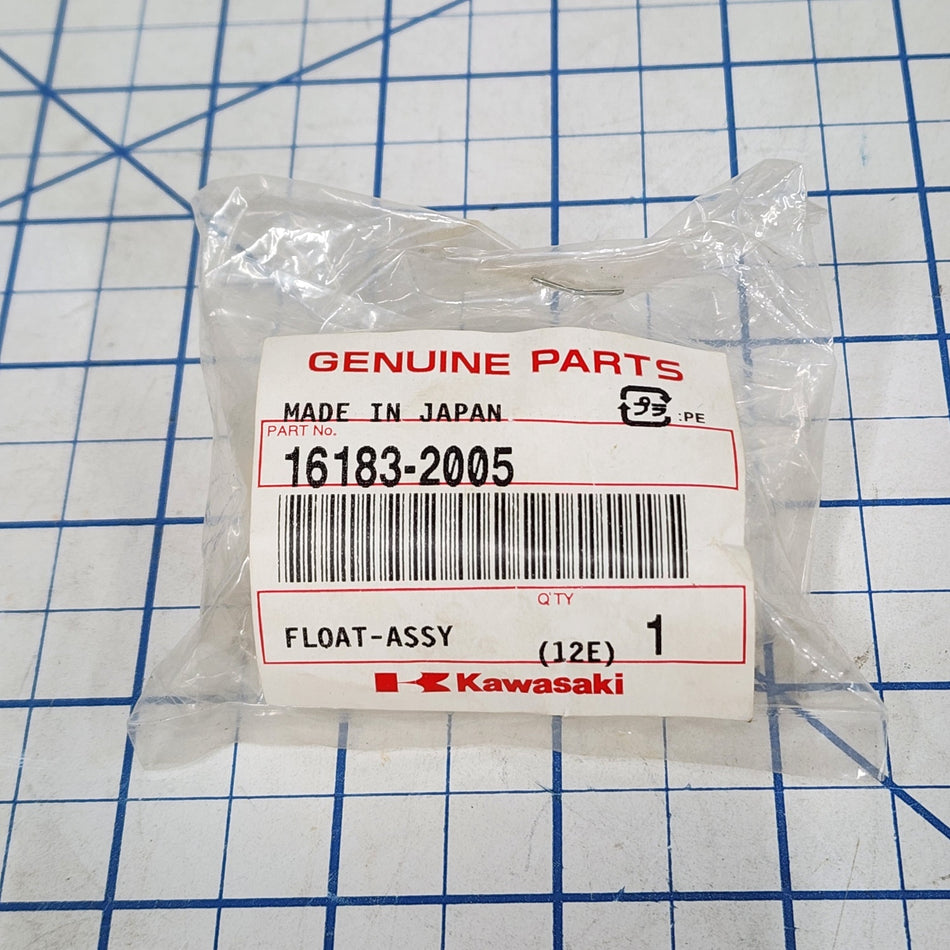 GENUINE PARTS
MADE IN JAPAN
プラ :PE
PART No.
16183-2005
Q'TY
FLOAT-ASSY (12E) 1
Kawasaki